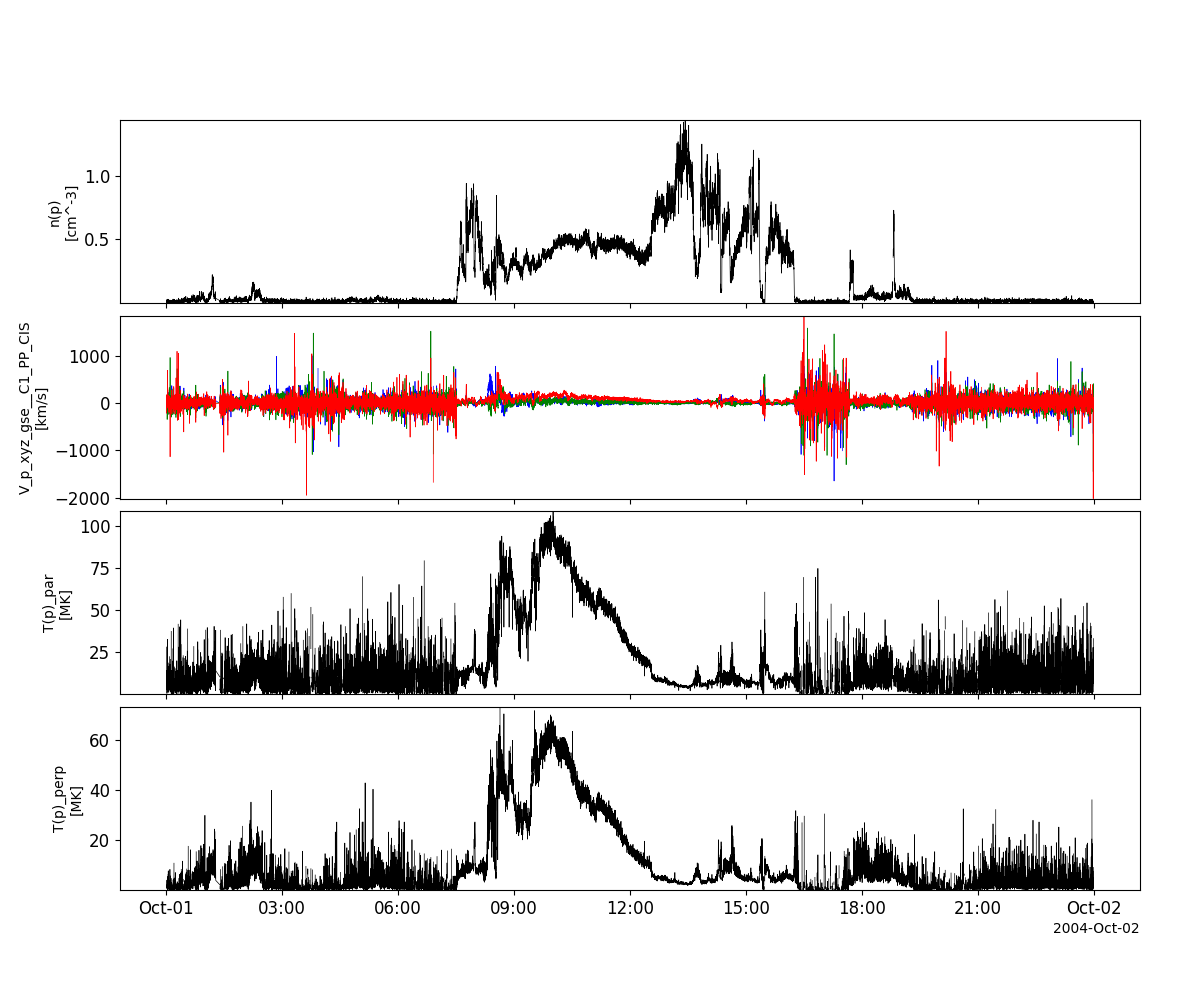 1.0
0.5
n(p)
[cm^-3]
1000
0
−1000
−2000
V_p_xyz_gse__C1_PP_CIS
[km/s]
100
75
50
25
T(p)_par
[MK]
60
40
20
T(p)_perp
[MK]
Oct-01 03:00 06:00 09:00 12:00 15:00 18:00 21:00 Oct-02
2004-Oct-02